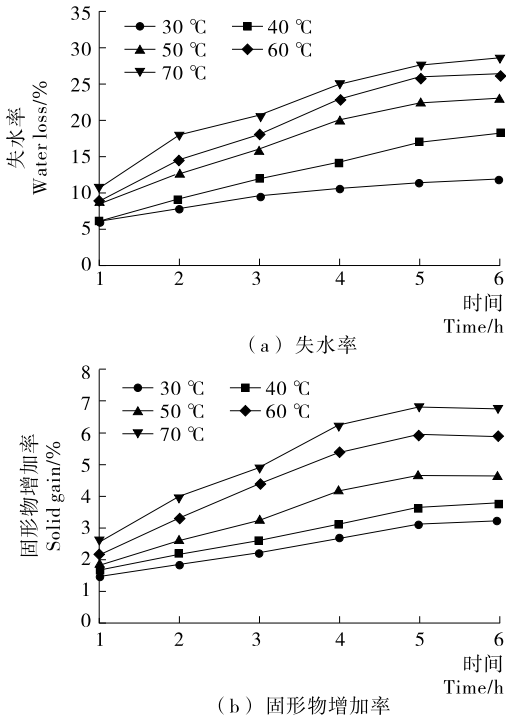 35
30
25
20
15
10
5
0
失水率
Water loss/%
30 ℃ 40 ℃
50 ℃ 60 ℃
70 ℃
1 2 3 4 5 6
时间
Time/h
（a）失水率
8
7
6
5
4
3
2
1
0
固形物增加率
Solid gain/%
30 ℃ 40 ℃
50 ℃ 60 ℃
70 ℃
1 2 3 4 5 6
时间
Time/h
（b）固形物增加率